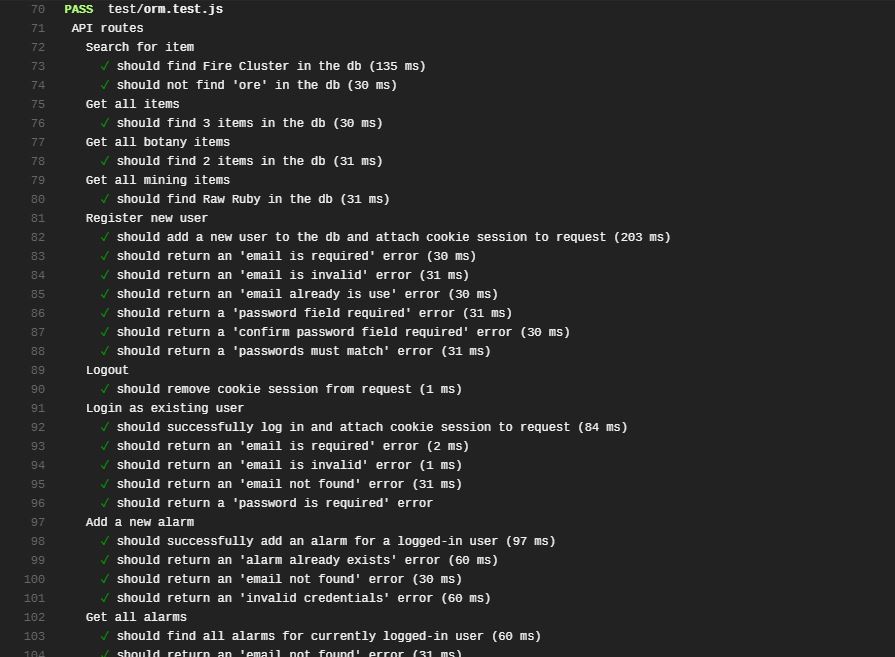 70 PASS test/orm.test.js
71 API routes
72 Search for item
73 ✓ should find Fire Cluster in the db (135 ms)
74 ✓ should not find 'ore' in the db (30 ms)
75 Get all items
76 ✓ should find 3 items in the db (30 ms)
77 Get all botany items
78 ✓ should find 2 items in the db (31 ms)
79 Get all mining items
80 ✓ should find Raw Ruby in the db (31 ms)
81 Register new user
82 ✓ should add a new user to the db and attach cookie session to request (203 ms)
83 ✓ should return an 'email is required' error (30 ms)
84 ✓ should return an 'email is invalid' error (31 ms)
85 ✓ should return an 'email already is use' error (30 ms)
86 ✓ should return a 'password field required' error (31 ms)
87 ✓ should return a 'confirm password field required' error (30 ms)
88 ✓ should return a 'passwords must match' error (31 ms)
89 Logout
90 ✓ should remove cookie session from request (1 ms)
91 Login as existing user
92 ✓ should successfully log in and attach cookie session to request (84 ms)
93 ✓ should return an 'email is required' error (2 ms)
94 ✓ should return an 'email is invalid' error (1 ms)
95 ✓ should return an 'email not found' error (31 ms)
96 ✓ should return a 'password is required' error
97 Add a new alarm
98 ✓ should successfully add an alarm for a logged-in user (97 ms)
99 ✓ should return an 'alarm already exists' error (60 ms)
100 ✓ should return an 'email not found' error (30 ms)
101 ✓ should return an 'invalid credentials' error (60 ms)
102 Get all alarms
103 ✓ should find all alarms for currently logged-in user (60 ms)
104 ✓ should return an 'email not found' error (31 ms)